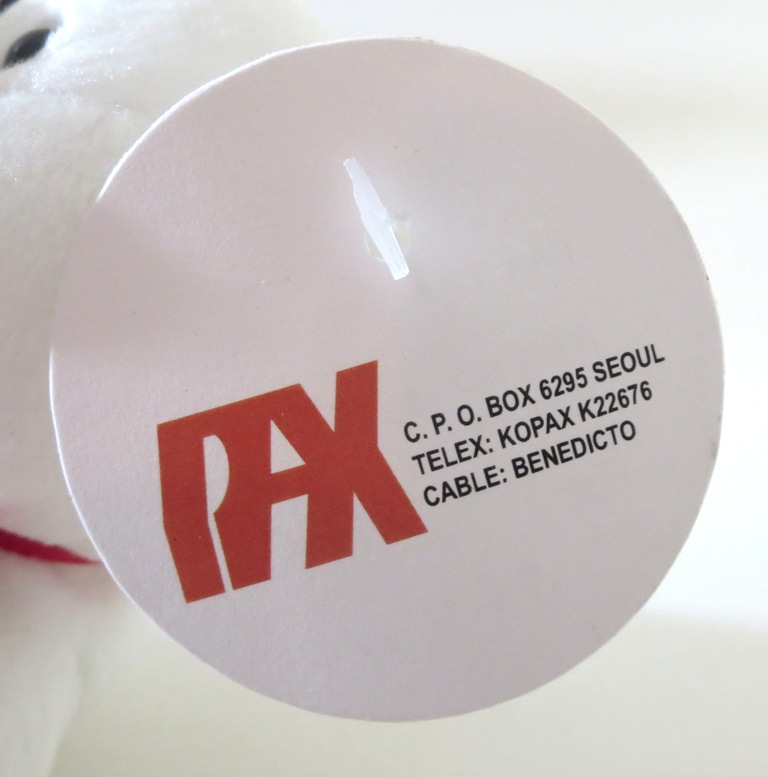 PAX
C. P. O. BOX 6295 SEOUL
TELEX: KOPAX K22676
CABLE: BENEDICTO